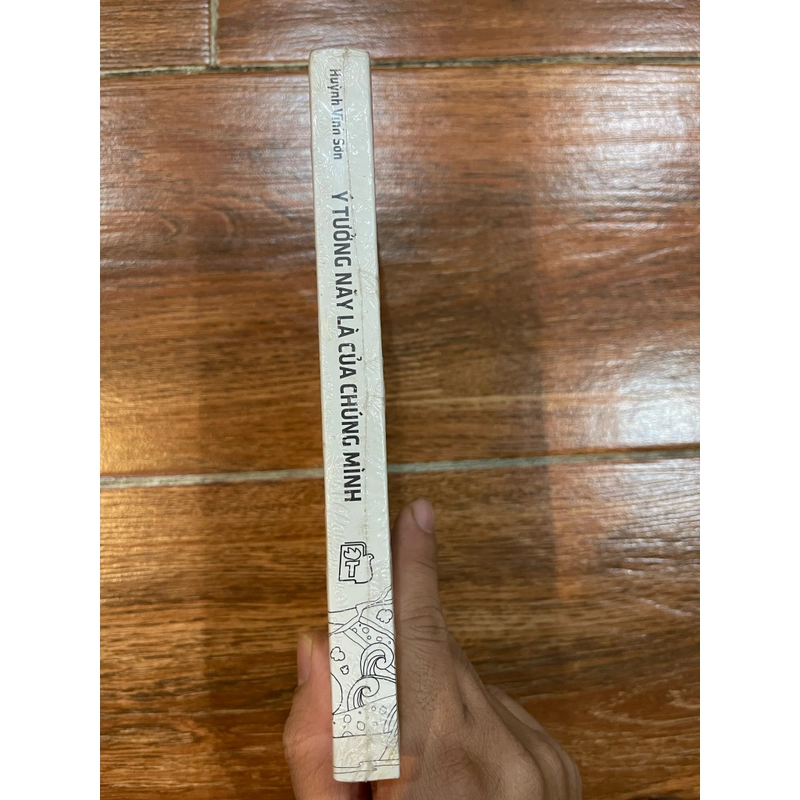 Huỳnh Vĩnh Sơn
Ý TƯỞNG NÀY LÀ CỦA CHÚNG MÌNH